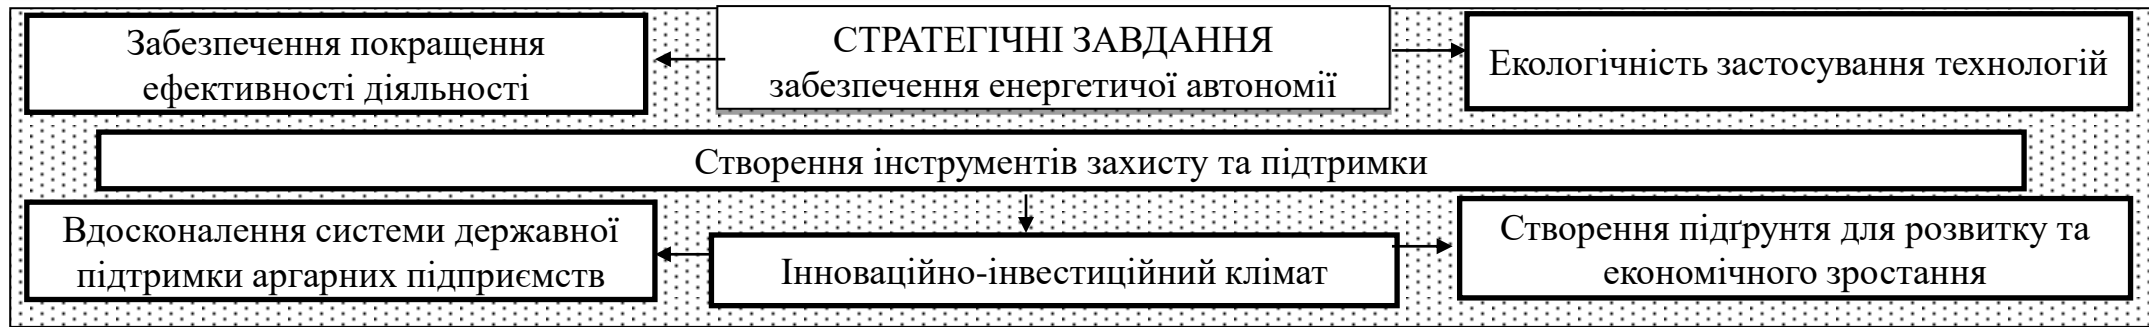 Забезпечення покращення
ефективності діяльності
СТРАТЕГІЧНІ ЗАВДАННЯ
забезпечення енергетичої автономії
Екологічність застосування технологій
Створення інструментів захисту та підтримки
Вдосконалення системи державної
підтримки аргарних підприємств
Інноваційно-інвестиційний клімат
Створення підґрунтя для розвитку та
економічного зростання